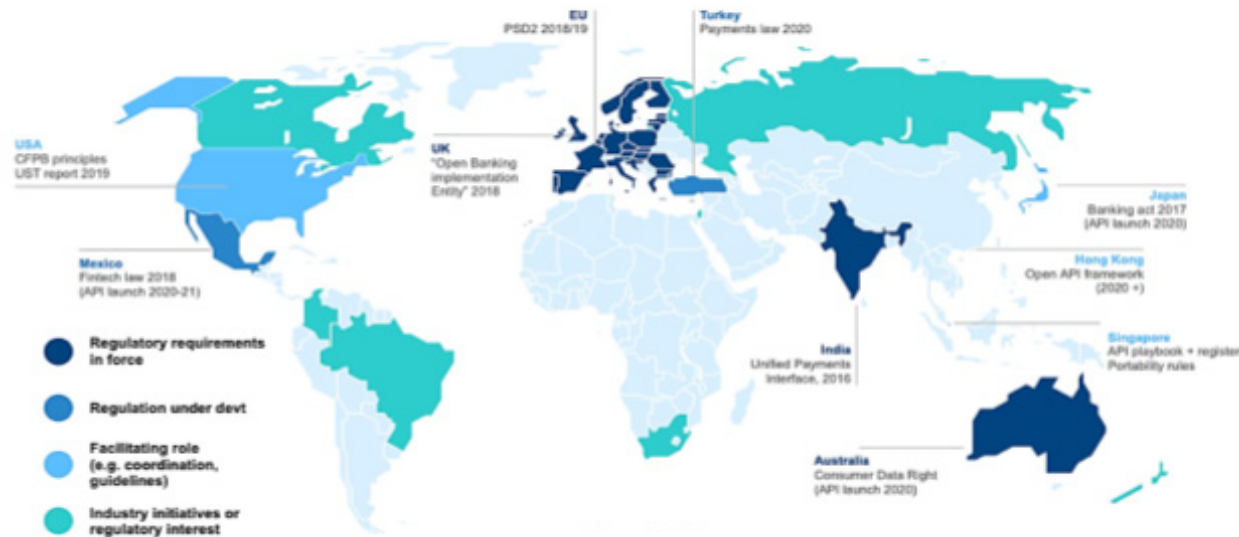 EU
PSD2 2018/19
Turkey
Payments law 2020
USA
CFPB principles
UST report 2019
UK
"Open Banking
implementation
Entity" 2018
Japan
Banking act 2017
(API launch 2020)
Mexico
Fintech law 2018
(API launch 2020-21)
Hong Kong
Open API framework
(2020 +)
India
Unified Payments
Interface, 2016
Singapore
API playbook + register
Portability rules
Australia
Consumer Data Right
(API launch 2020)
Regulatory requirements
in force
Regulation under devt
Facilitating role
(e.g. coordination,
guidelines)
Industry initiatives or
regulatory interest